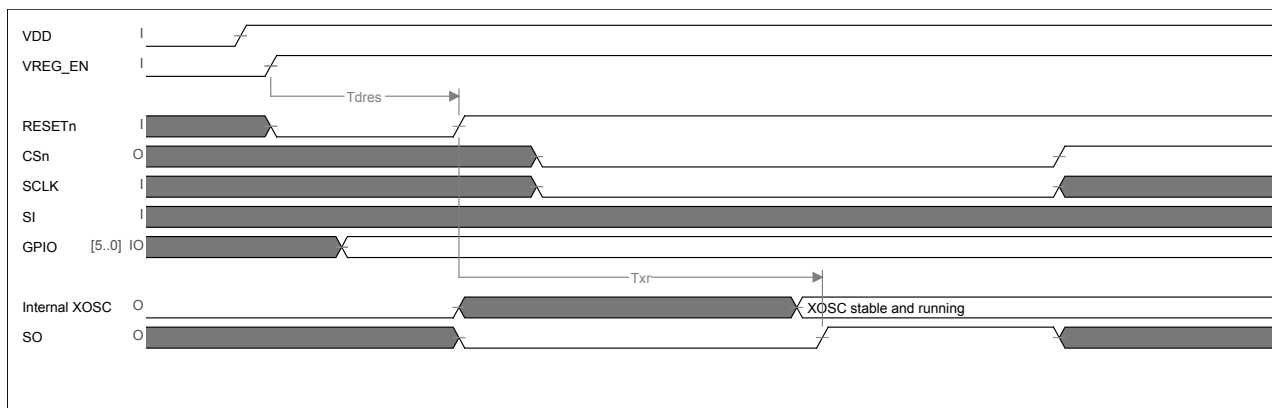 VDD I
VREG_EN I
Tdres
RESETn I
CSn O
SCLK I
SI I
GPIO [5..0] IO
Txr
Internal XOSC O XOSC stable and running
SO O